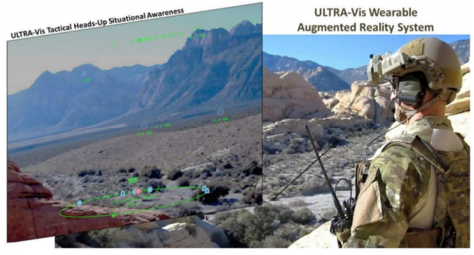 ULTRA-Vis Tactical Heads-Up Situational Awareness
ULTRA-Vis Wearable
Augmented Reality System